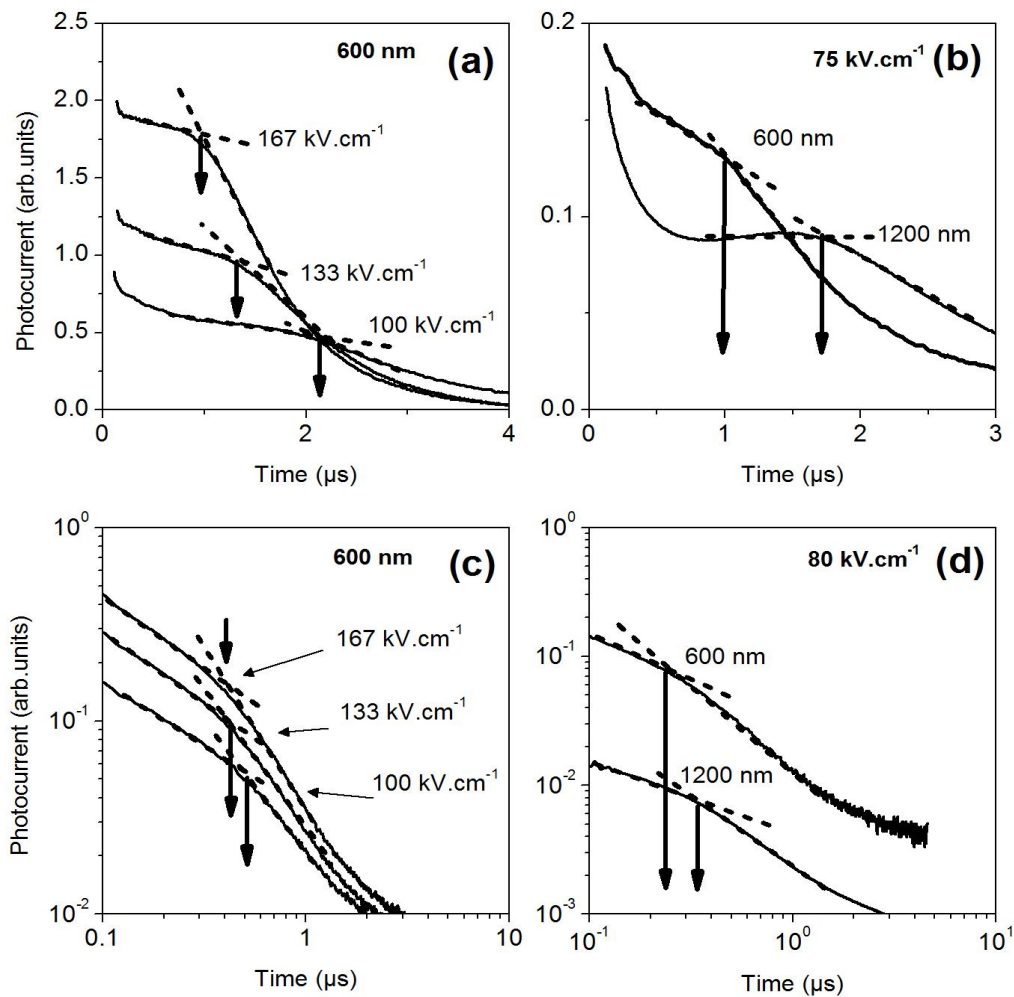 2.5
600 nm
(a)
2.0
167 kV.cm-1
1.5
133 kV.cm-1
1.0
100 kV.cm-1
0.5
0.0
0
2
4
Photocurrent (arb.units)
Time (µs)
0.2
75 kV.cm-1
(b)
600 nm
0.1
1200 nm
0.0
0
1
2
3
Time (µs)
10^0
600 nm
(c)
167 kV.cm-1
10^-1
133 kV.cm-1
100 kV.cm-1
10^-2
0.1
1
10
Photocurrent (arb.units)
Time (µs)
10^0
80 kV.cm-1
(d)
10^-1
600 nm
10^-2
1200 nm
10^-3
10^-1
10^0
10^1
Time (µs)